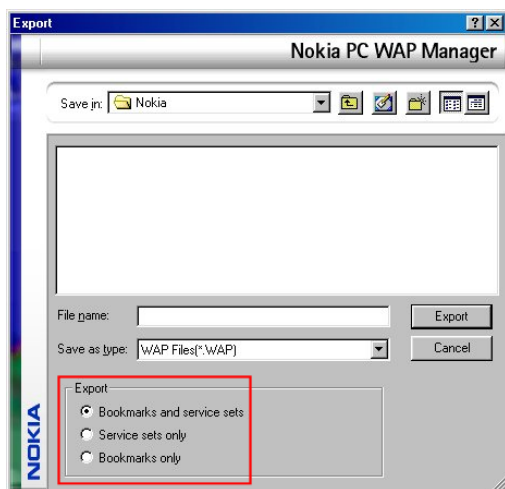 Export
Nokia PC WAP Manager
Save in: Nokia
File name:
Export
Save as type: WAP Files(*.WAP)
Cancel
Export
Bookmarks and service sets
Service sets only
Bookmarks only
NOKIA